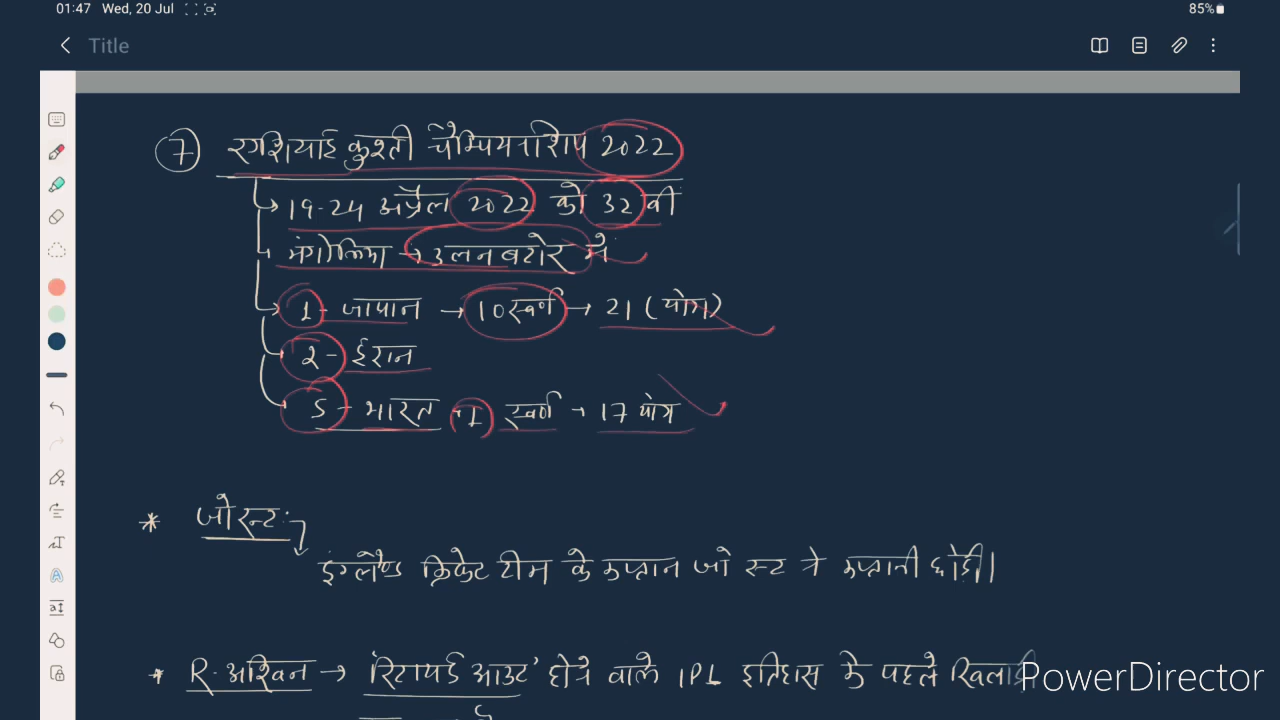 01:47 Wed, 20 Jul 85%
Title
7 एशियाई कुश्ती चैम्पियनशिप 2022
19-24 अप्रैल 2022 को 32 वी
मंगोलिया → उलनबटोर में
1 - जापान → 10 स्वर्ण → 21 (योग)
2 - ईरान
5 - भारत → 1 स्वर्ण → 17 योग
* जो रूट :
इंग्लैण्ड क्रिकेट टीम के कप्तान जो रूट ने कप्तानी छोडी।
* R. अश्विन → 'रिटायर्ड आउट' होने वाले IPL इतिहास के पहले खिलाडी
PowerDirector